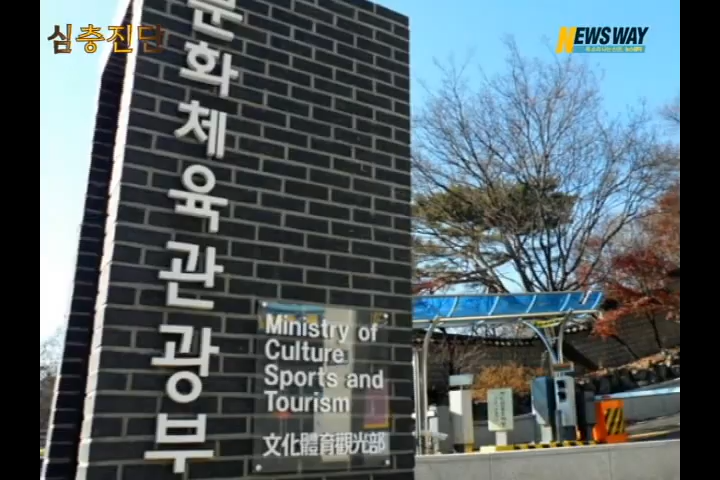 심층진단
NEWSWAY
문화체육관광부
Ministry of
Culture
Sports and
Tourism
文化體育觀光部